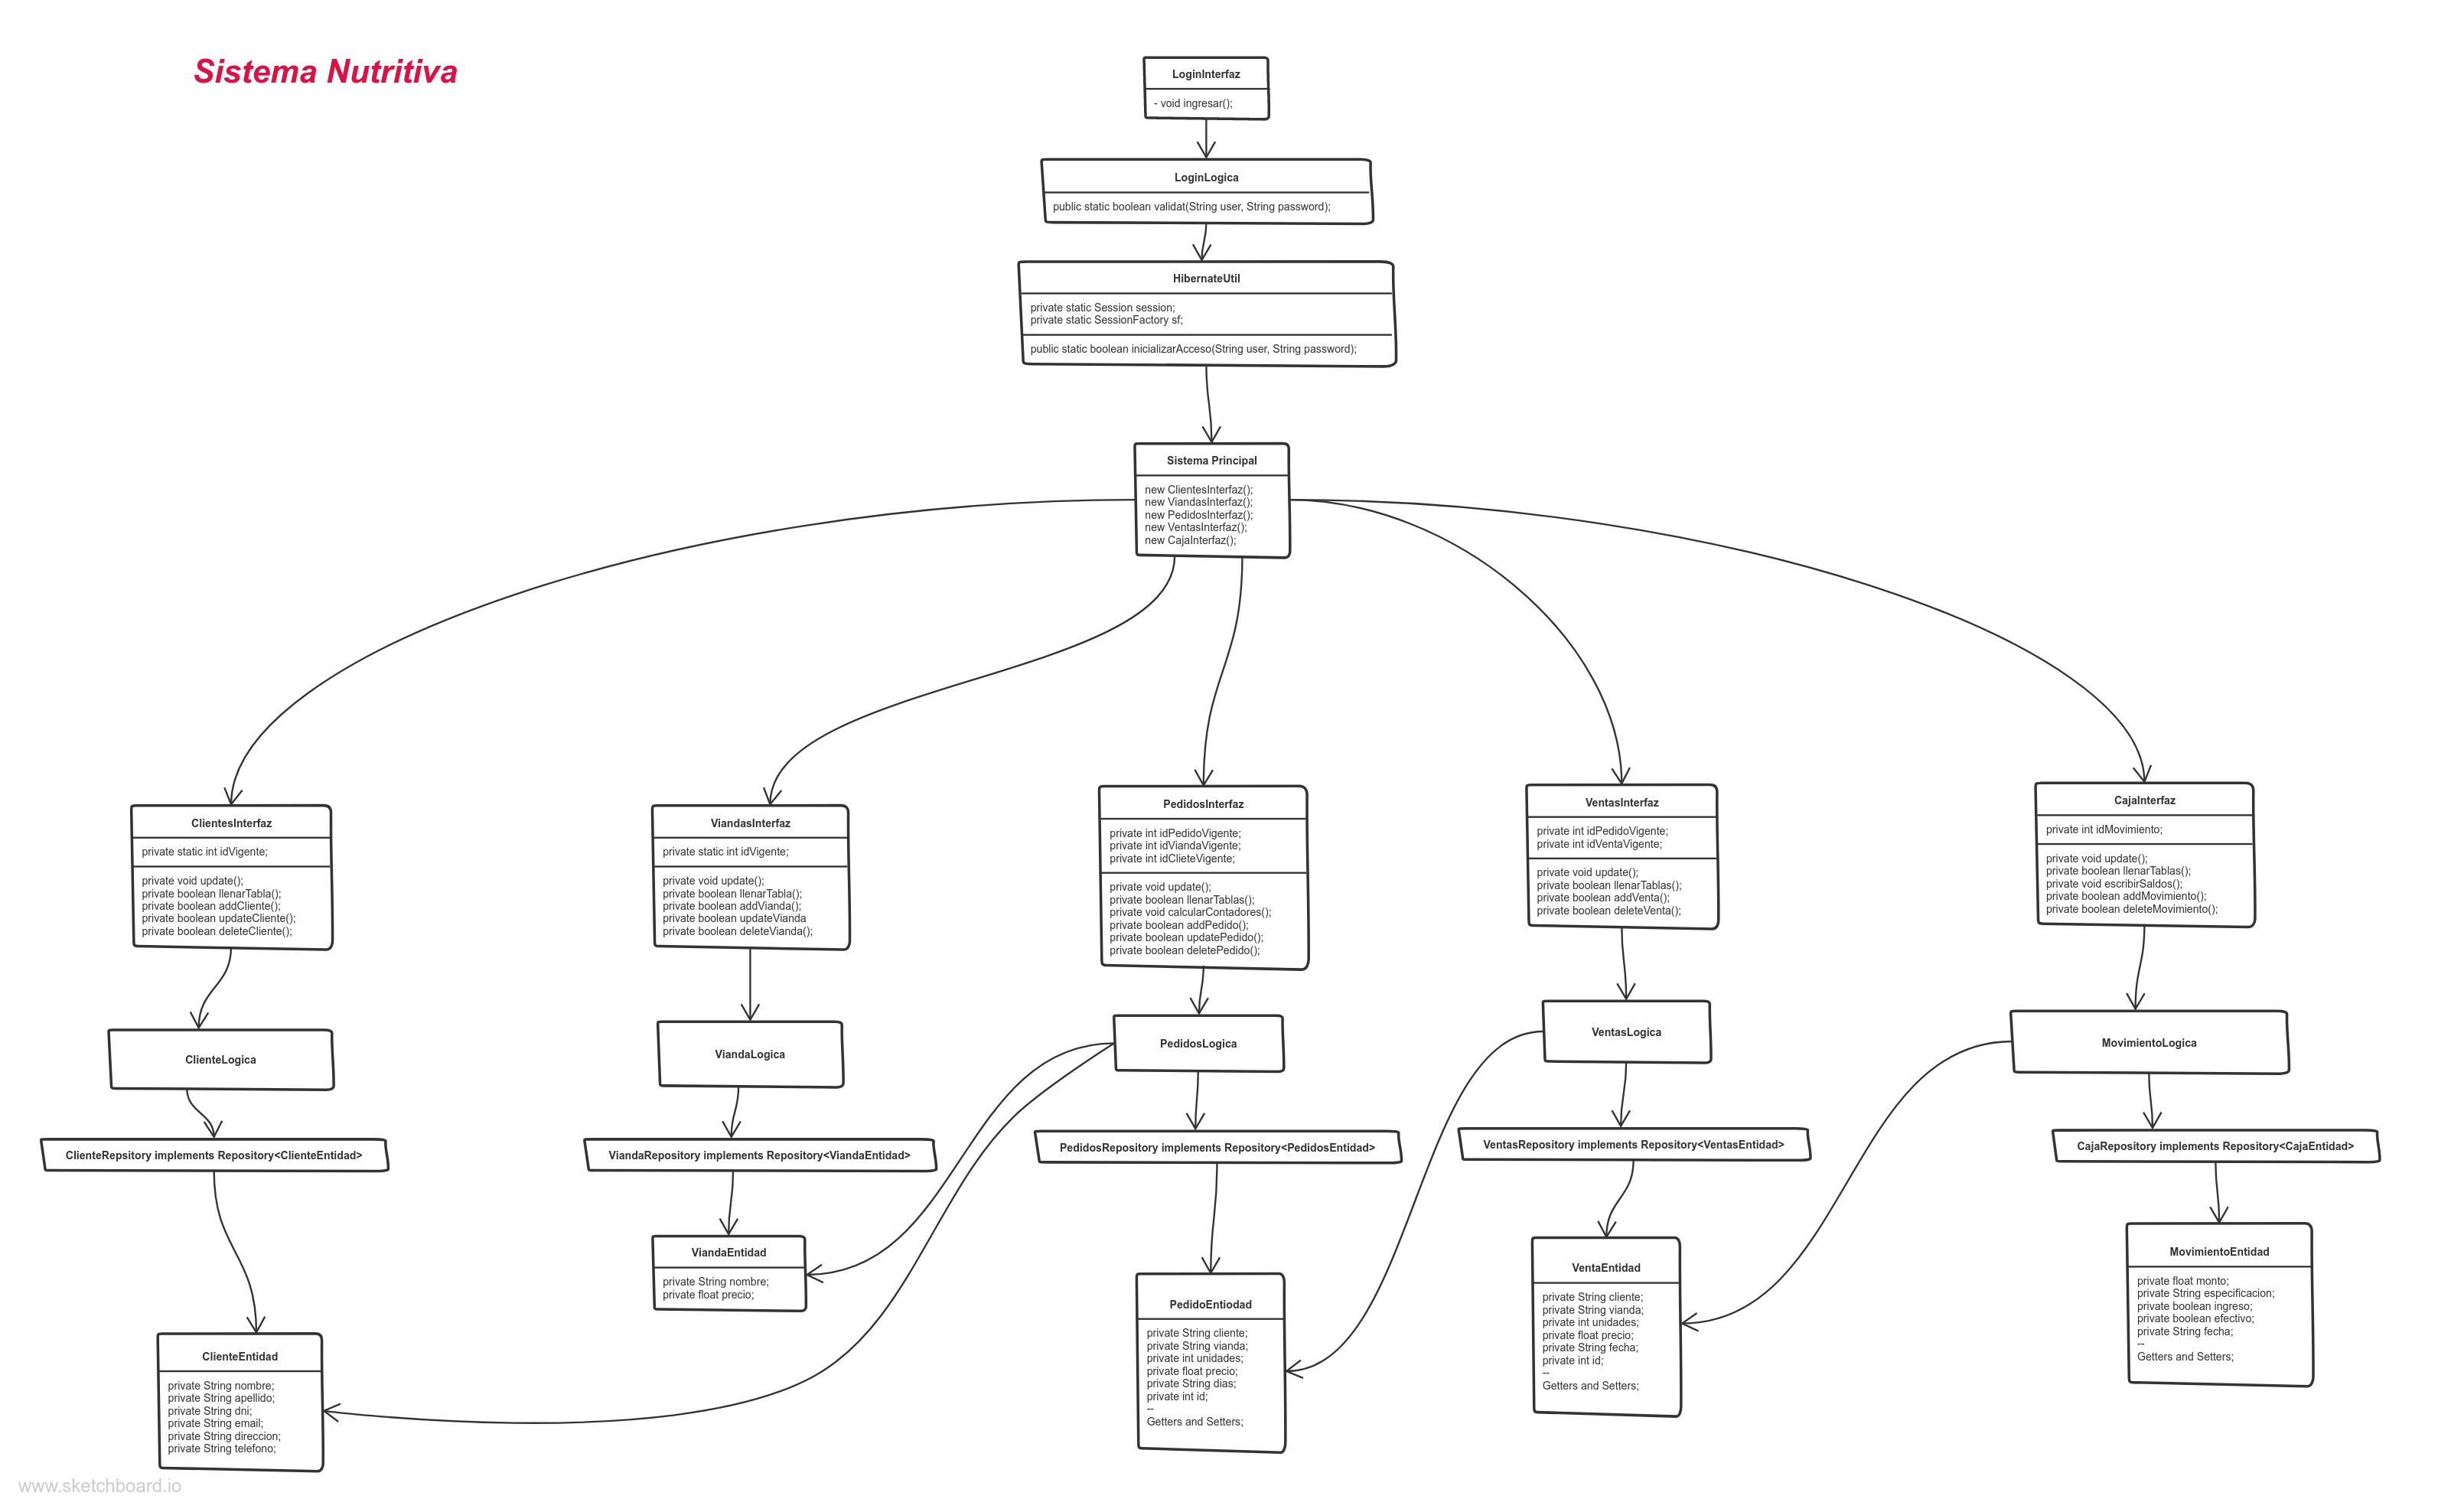 Sistema Nutritiva
LoginInterfaz
- void ingresar();
LoginLogica
public static boolean validat(String user, String password);
HibernateUtil
private static Session session;
private static SessionFactory sf;
public static boolean inicializarAcceso(String user, String password);
Sistema Principal
new ClientesInterfaz();
new ViandasInterfaz();
new PedidosInterfaz();
new VentasInterfaz();
new CajaInterfaz();
ClientesInterfaz
private static int idVigente;
private void update();
private boolean llenarTabla();
private boolean addCliente();
private boolean updateCliente();
private boolean deleteCliente();
ViandasInterfaz
private static int idVigente;
private void update();
private boolean llenarTabla();
private boolean addVianda();
private boolean updateVianda
private boolean deleteVianda();
PedidosInterfaz
private int idPedidoVigente;
private int idViandaVigente;
private int idClieteVigente;
private void update();
private boolean llenarTablas();
private void calcularContadores();
private boolean addPedido();
private boolean updatePedido();
private boolean deletePedido();
VentasInterfaz
private int idPedidoVigente;
private int idVentaVigente;
private void update();
private boolean llenarTablas();
private boolean addVenta();
private boolean deleteVenta();
CajaInterfaz
private int idMovimiento;
private void update();
private boolean llenarTablas();
private void escribirSaldos();
private boolean addMovimiento();
private boolean deleteMovimiento();
ClienteLogica
ViandaLogica
PedidosLogica
VentasLogica
MovimientoLogica
ClienteRepsitory implements Repository<ClienteEntidad>
ViandaRepository implements Repository<ViandaEntidad>
PedidosRepository implements Repository<PedidosEntidad>
VentasRepository implements Repository<VentasEntidad>
CajaRepository implements Repository<CajaEntidad>
ClienteEntidad
private String nombre;
private String apellido;
private String dni;
private String email;
private String direccion;
private String telefono;
ViandaEntidad
private String nombre;
private float precio;
PedidoEntiodad
private String cliente;
private String vianda;
private int unidades;
private float precio;
private String dias;
private int id;
--
Getters and Setters;
VentaEntidad
private String cliente;
private String vianda;
private int unidades;
private float precio;
private String fecha;
private int id;
--
Getters and Setters;
MovimientoEntidad
private float monto;
private String especificacion;
private boolean ingreso;
private boolean efectivo;
private String fecha;
--
Getters and Setters;
www.sketchboard.io